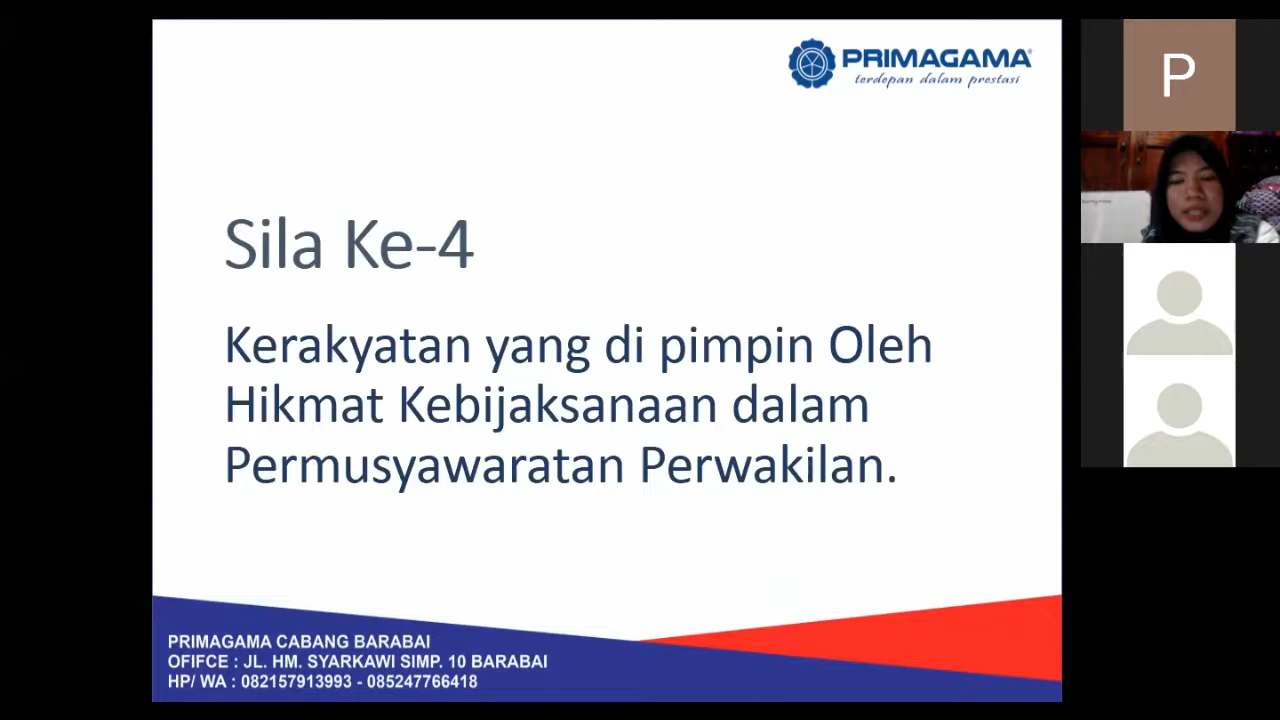 PRIMAGAMA
terdepan dalam prestasi
P
Sila Ke-4
Kerakyatan yang di pimpin Oleh
Hikmat Kebijaksanaan dalam
Permusyawaratan Perwakilan.
PRIMAGAMA CABANG BARABAI
OFIFCE : JL. HM. SYARKAWI SIMP. 10 BARABAI
HP/ WA : 082157913993 - 085247766418